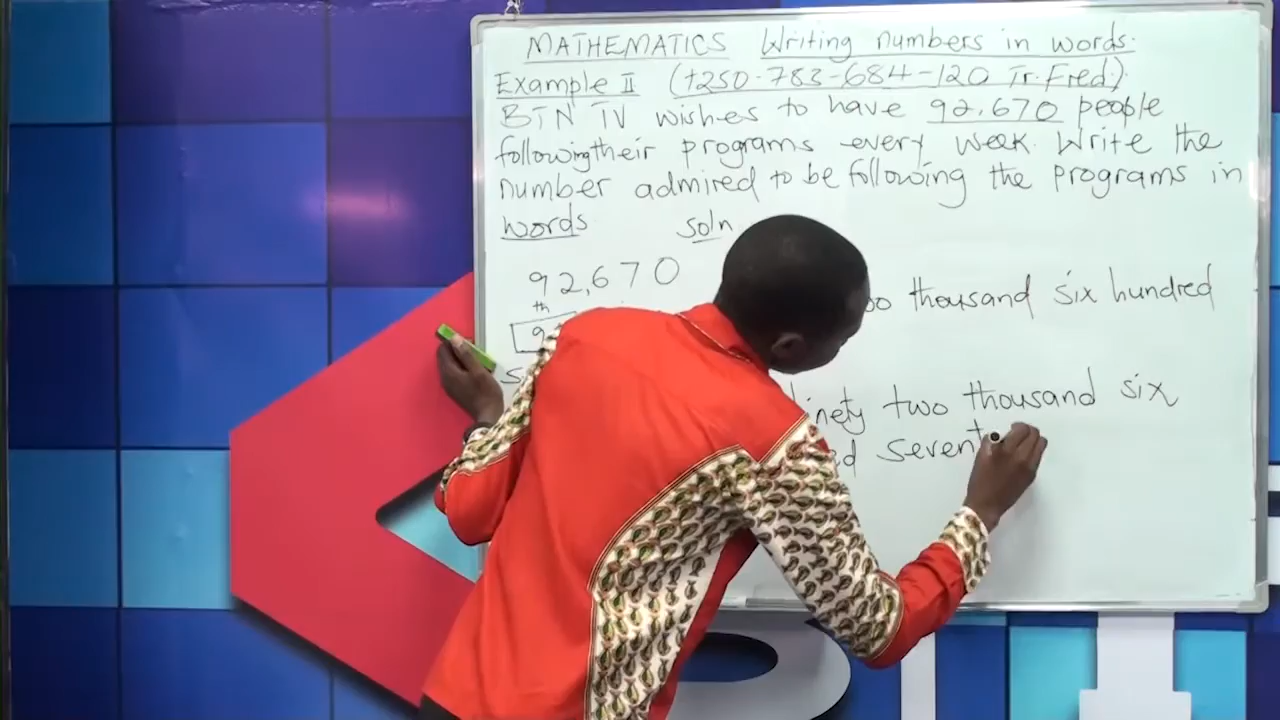 MATHEMATICS Writing numbers in words.
Example II (+250-783-684-120 Tr. Fred).
BTN TV wishes to have 92,670 people
following their programs every week. Write the
number admired to be following the programs in
words soln
92,670
th
9
thousand six hundred
two thousand six